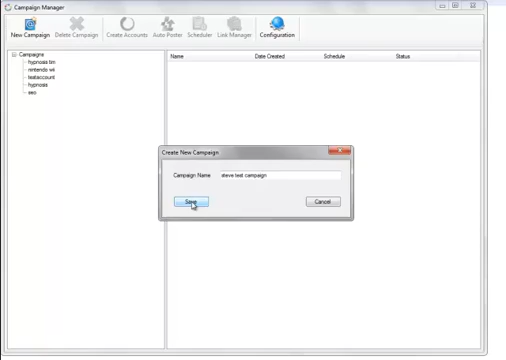 Campaign Manager
New Campaign Delete Campaign Create Accounts Auto Poster Scheduler Link Manager Configuration
Campaigns
hypnosis tim
nintendo wii
testaccount
hypnosis
seo
Name Date Created Schedule Status
Create New Campaign
Campaign Name steve test campaign
Save Cancel